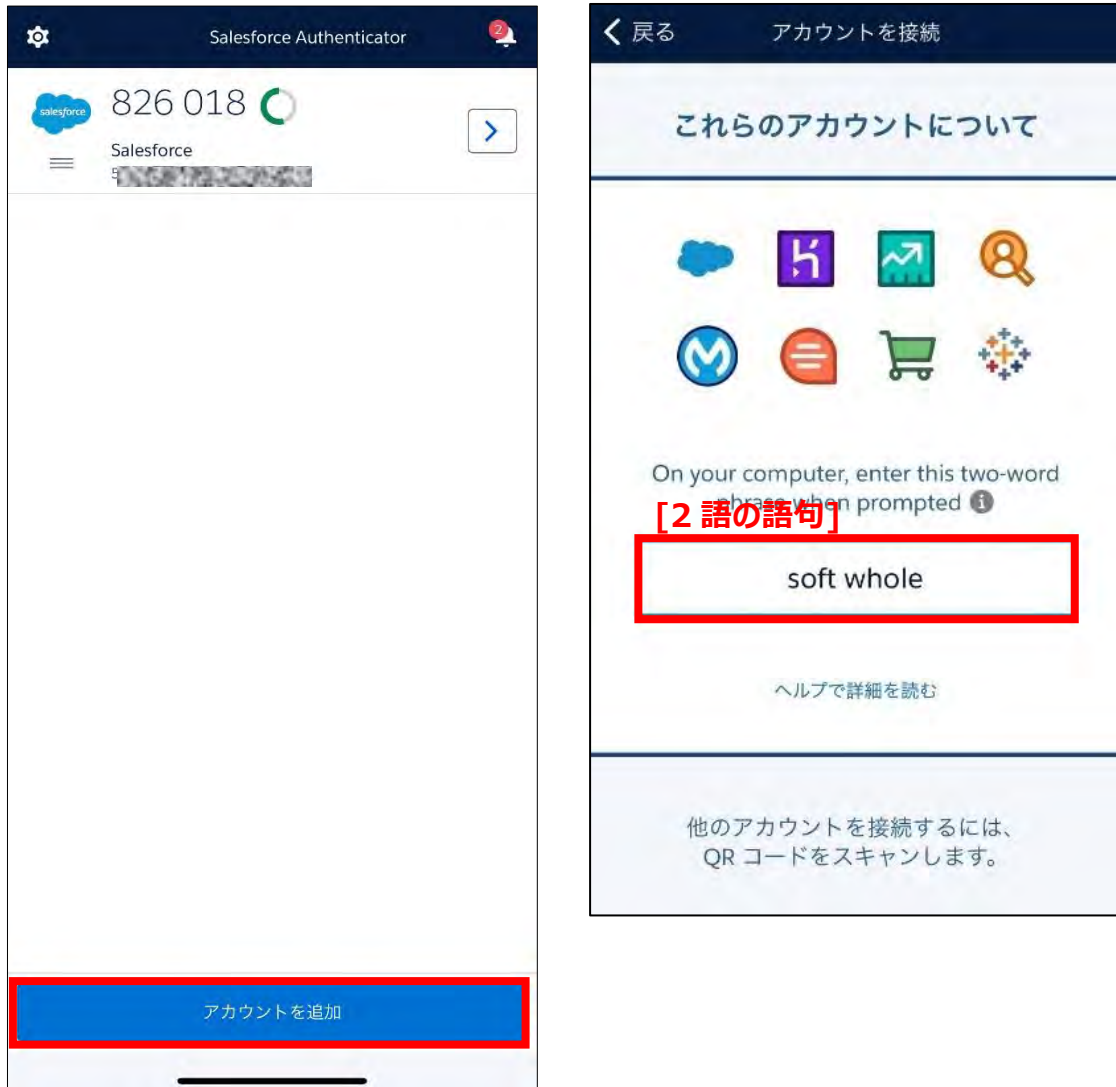 Salesforce Authenticator
2
salesforce
826 018
Salesforce
アカウントを追加
戻る
アカウントを接続
これらのアカウントについて
On your computer, enter this two-word
phrase when prompted
[2 語の語句]
soft whole
ヘルプで詳細を読む
他のアカウントを接続するには、
QR コードをスキャンします。